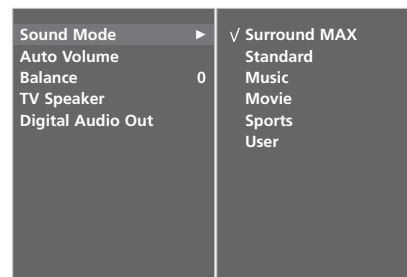 Sound Mode ►
Auto Volume
Balance 0
TV Speaker
Digital Audio Out
√ Surround MAX
Standard
Music
Movie
Sports
User